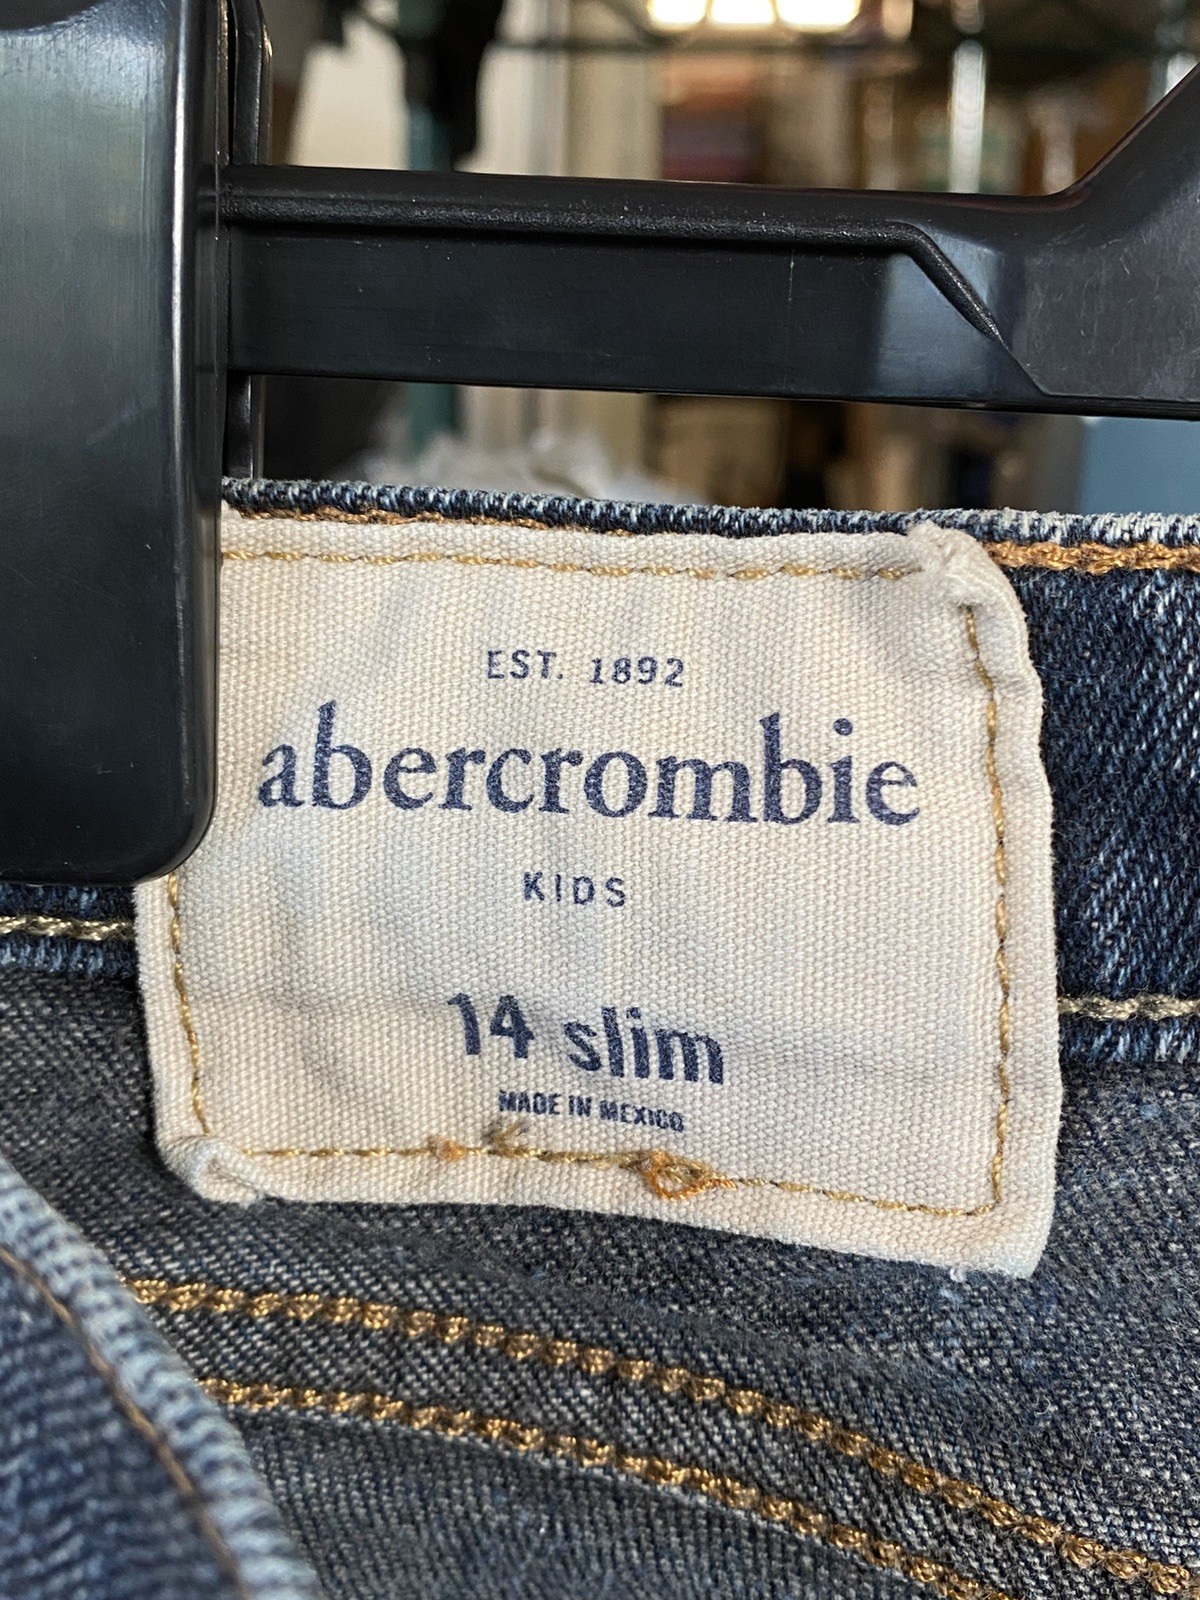 EST. 1892
abercrombie
KIDS
14 slim
MADE IN MEXICO